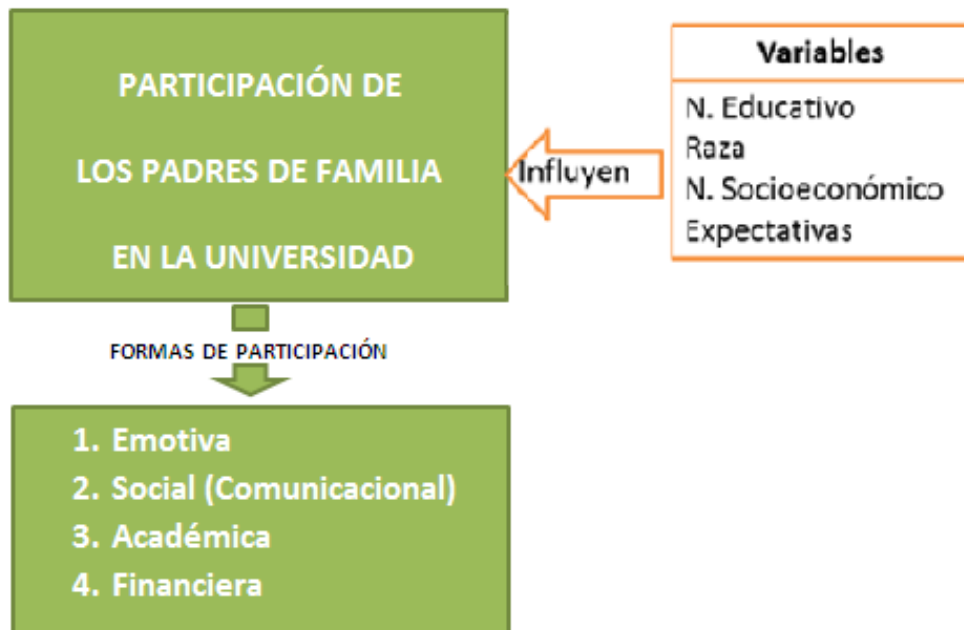 PARTICIPACIÓN DE
LOS PADRES DE FAMILIA
EN LA UNIVERSIDAD
Influyen
Variables
N. Educativo
Raza
N. Socioeconómico
Expectativas
FORMAS DE PARTICIPACIÓN
1. Emotiva
2. Social (Comunicacional)
3. Académica
4. Financiera